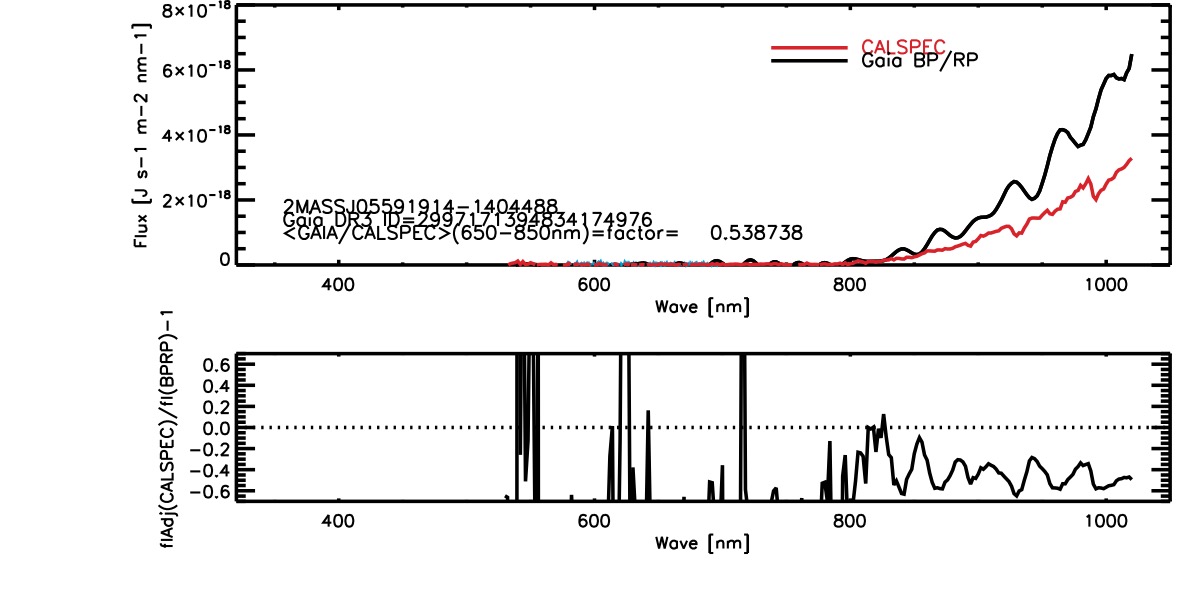 8×10⁻¹⁸
6×10⁻¹⁸
4×10⁻¹⁸
2×10⁻¹⁸
0
Flux [J s−1 m−2 nm−1]
CALSPEC
Gaia BP/RP
2MASSJ05591914−1404488
Gaia DR3 ID=2997171394834174976
<GAIA/CALSPEC>(650−850nm)=factor= 0.538738
400 600 800 1000
Wave [nm]
flAdj(CALSPEC)/fl(BPRP)−1
0.6
0.4
0.2
0.0
−0.2
−0.4
−0.6
400 600 800 1000
Wave [nm]